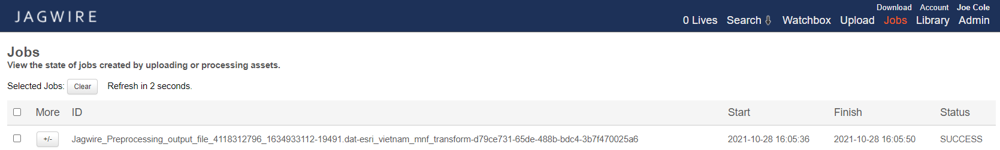 JAGWIRE
Download Account Joe Cole
0 Lives Search Watchbox Upload Jobs Library Admin
Jobs
View the state of jobs created by uploading or processing assets.
Selected Jobs: Clear Refresh in 2 seconds.
More ID Start Finish Status
+/- Jagwire_Preprocessing_output_file_4118312796_1634933112-19491.dat-esri_vietnam_mnf_transform-d79ce731-65de-488b-bdc4-3b7f470025a6 2021-10-28 16:05:36 2021-10-28 16:05:50 SUCCESS